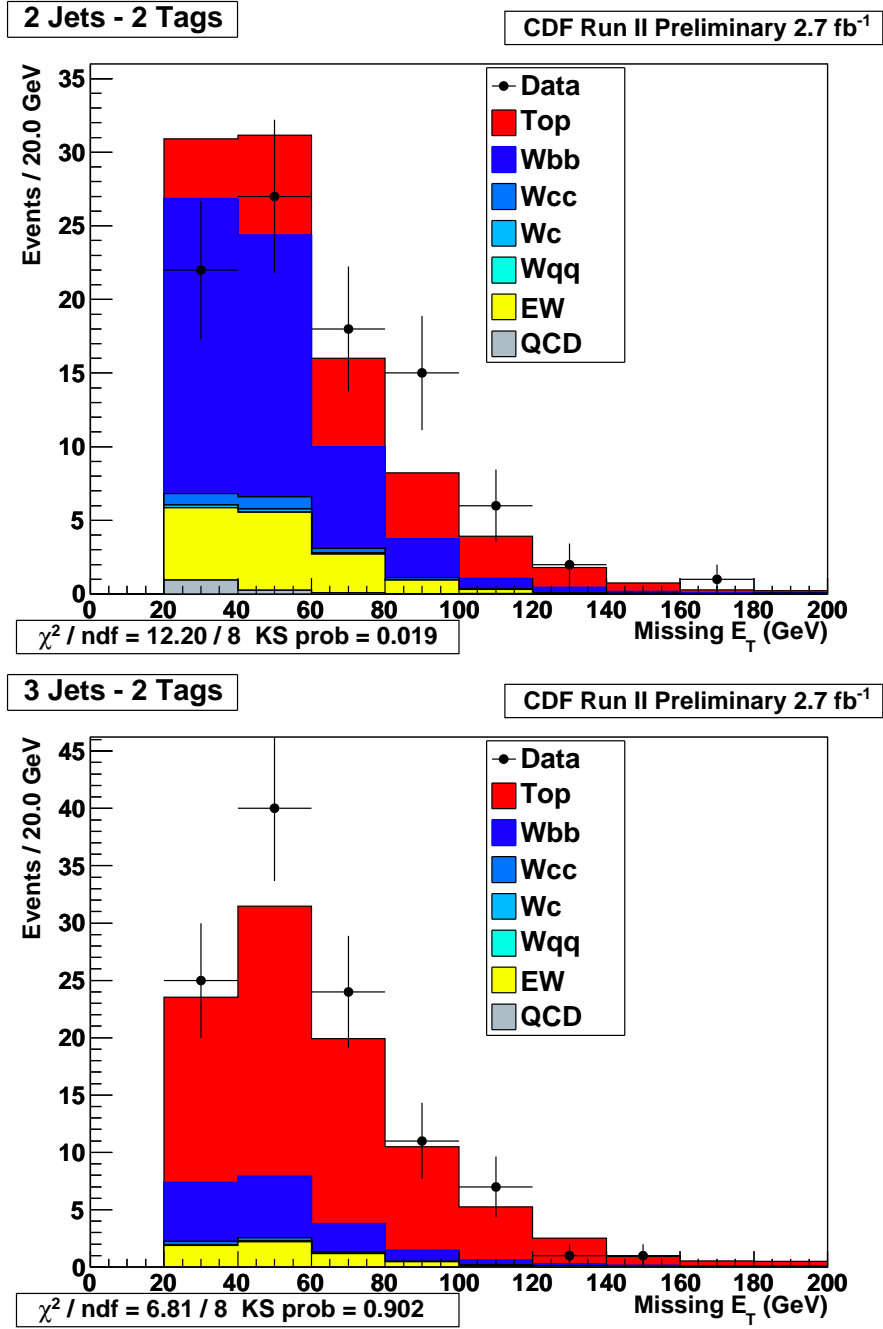 2 Jets - 2 Tags
CDF Run II Preliminary 2.7 fb⁻¹
Events / 20.0 GeV
35
30
25
20
15
10
5
0
Data
Top
Wbb
Wcc
Wc
Wqq
EW
QCD
0 20 40 60 80 100 120 140 160 180 200
Missing E_T (GeV)
χ² / ndf = 12.20 / 8 KS prob = 0.019
3 Jets - 2 Tags
CDF Run II Preliminary 2.7 fb⁻¹
Events / 20.0 GeV
45
40
35
30
25
20
15
10
5
0
Data
Top
Wbb
Wcc
Wc
Wqq
EW
QCD
0 20 40 60 80 100 120 140 160 180 200
Missing E_T (GeV)
χ² / ndf = 6.81 / 8 KS prob = 0.902